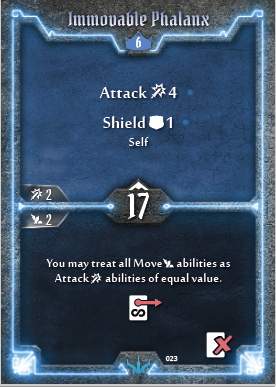 Immovable Phalanx
6
Attack 4
Shield 1
Self
2
17
2
You may treat all Move abilities as
Attack abilities of equal value.
∞
023